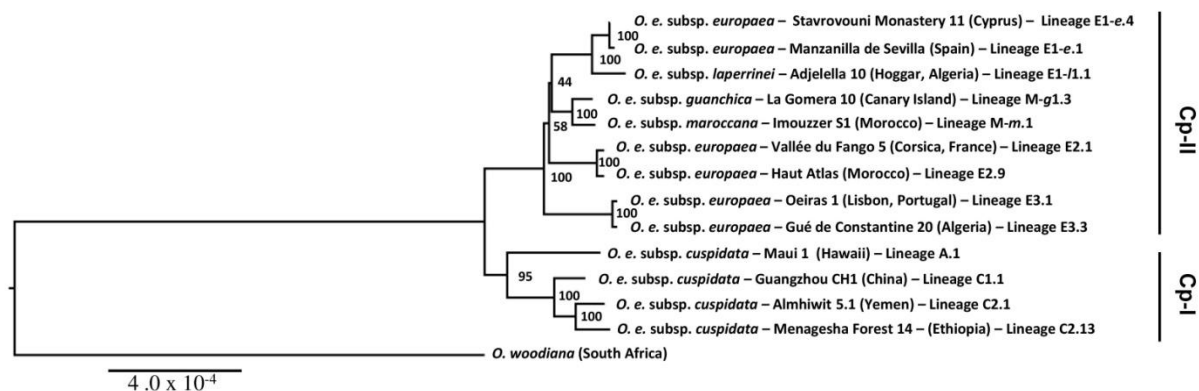 O. e. subsp. europaea – Stavrovouni Monastery 11 (Cyprus) – Lineage E1-e.4
100
O. e. subsp. europaea – Manzanilla de Sevilla (Spain) – Lineage E1-e.1
100
O. e. subsp. laperrinei – Adjelella 10 (Hoggar, Algeria) – Lineage E1-l1.1
44
O. e. subsp. guanchica – La Gomera 10 (Canary Island) – Lineage M-g1.3
100
O. e. subsp. maroccana – Imouzzer S1 (Morocco) – Lineage M-m.1
58
O. e. subsp. europaea – Vallée du Fango 5 (Corsica, France) – Lineage E2.1
100
O. e. subsp. europaea – Haut Atlas (Morocco) – Lineage E2.9
100
O. e. subsp. europaea – Oeiras 1 (Lisbon, Portugal) – Lineage E3.1
100
O. e. subsp. europaea – Gué de Constantine 20 (Algeria) – Lineage E3.3
Cp-II
O. e. subsp. cuspidata – Maui 1 (Hawaii) – Lineage A.1
95
O. e. subsp. cuspidata – Guangzhou CH1 (China) – Lineage C1.1
100
O. e. subsp. cuspidata – Almhiwit 5.1 (Yemen) – Lineage C2.1
100
O. e. subsp. cuspidata – Menagesha Forest 14 – (Ethiopia) – Lineage C2.13
Cp-I
O. woodiana (South Africa)
4 .0 x 10-4